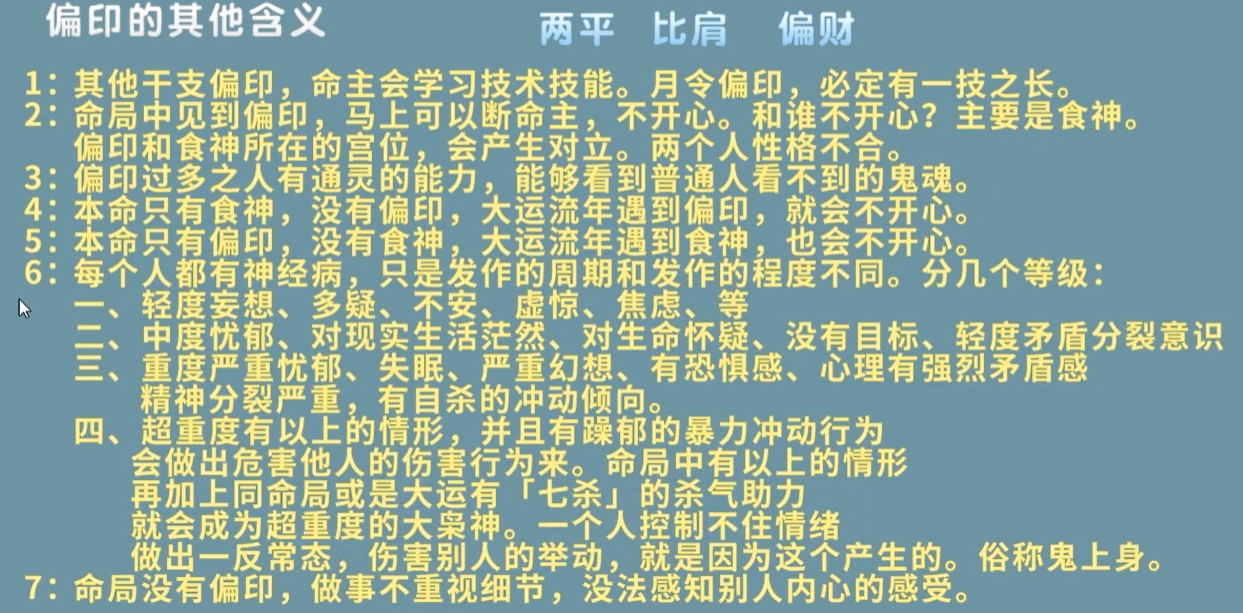 偏印的其他含义
两平 比肩 偏财
1：其他干支偏印，命主会学习技术技能。月令偏印，必定有一技之长。
2：命局中见到偏印，马上可以断命主，不开心。和谁不开心？主要是食神。
偏印和食神所在的宫位，会产生对立。两个人性格不合。
3：偏印过多之人有通灵的能力，能够看到普通人看不到的鬼魂。
4：本命只有食神，没有偏印，大运流年遇到偏印，就会不开心。
5：本命只有偏印，没有食神，大运流年遇到食神，也会不开心。
6：每个人都有神经病，只是发作的周期和发作的程度不同。分几个等级：
一、轻度妄想、多疑、不安、虚惊、焦虑、等
二、中度忧郁、对现实生活茫然、对生命怀疑、没有目标、轻度矛盾分裂意识
三、重度严重忧郁、失眠、严重幻想、有恐惧感、心理有强烈矛盾感
精神分裂严重，有自杀的冲动倾向。
四、超重度有以上的情形，并且有躁郁的暴力冲动行为
会做出危害他人的伤害行为来。命局中有以上的情形
再加上同命局或是大运有「七杀」的杀气助力
就会成为超重度的大枭神。一个人控制不住情绪
做出一反常态，伤害别人的举动，就是因为这个产生的。俗称鬼上身。
7：命局没有偏印，做事不重视细节，没法感知别人内心的感受。